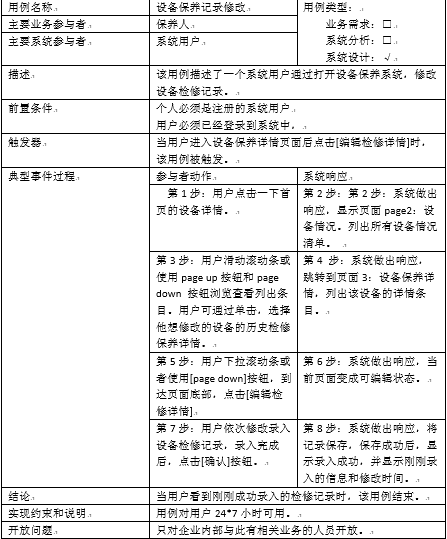 用例名称
设备保养记录修改
用例类型:
主要业务参与者
保养人
业务需求: □
主要系统参与者
系统用户
系统分析: □
系统设计: √
描述
该用例描述了一个系统用户通过打开设备保养系统,修改
设备检修记录。
前置条件
个人必须是注册的系统用户
用户必须已经登录到系统中,
触发器
当用户进入设备保养详情页面后点击[编辑检修详情]时,
该用例被触发。
典型事件过程
参与者动作
系统响应
第 1 步:用户点击一下首
页的设备详情。
第 2 步:第 2 步:系统做出
响应,显示页面 page2:设
备情况。列出所有设备情况
清单。
第 3 步:用户滑动滚动条或
使用 page up 按钮和 page
down 按钮浏览查看列出条
目。用户可通过单击,选择
他想修改的设备的历史检修
保养详情。
第 4 步:系统做出响应,
跳转到页面 3:设备保养详
情,列出该设备的详情条
目。
第 5 步:用户下拉滚动条或
者使用[page down]按钮,到
达页面底部,点击[编辑检
修详情]
第 6 步:系统做出响应,当
前页面变成可编辑状态。
第 7 步:用户依次修改录入
设备检修记录,录入完成
后,点击[确认]按钮。
第 8 步:系统做出响应,将
记录保存,保存成功后,显
示录入成功,并显示刚刚录
入的信息和修改时间。
结论
当用户看到刚刚成功录入的检修记录时,该用例结束。
实现约束和说明
用例对用户 24*7 小时可用。
开放问题
只对企业内部与此有相关业务的人员开放。